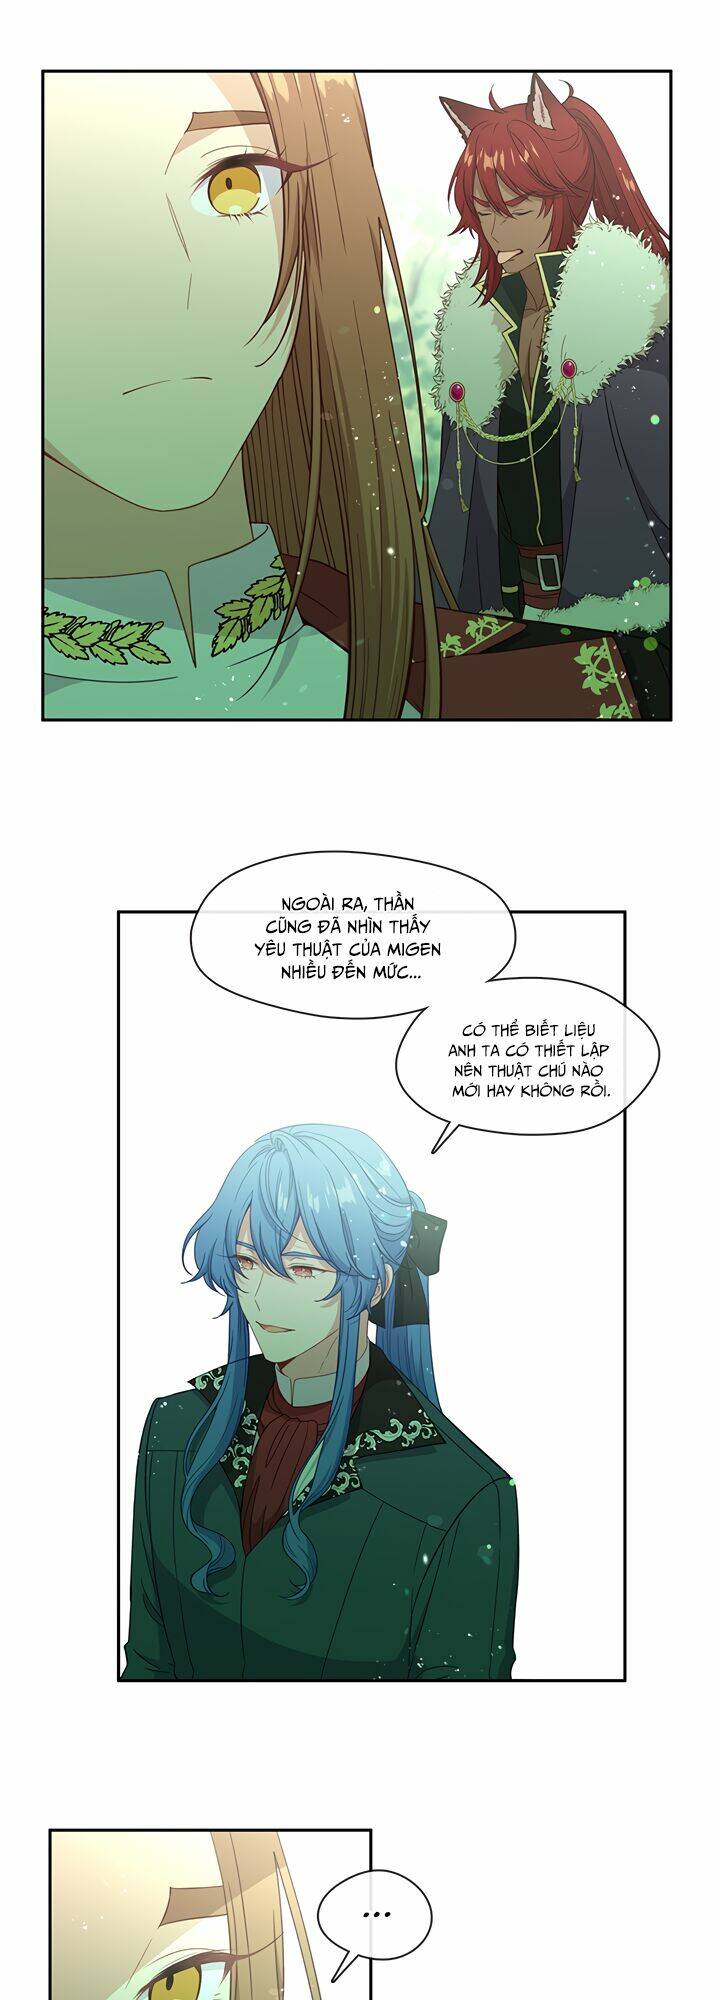 NGOÀI RA, THẦN
CŨNG ĐÃ NHÌN THẤY
YÊU THUẬT CỦA MIGEN
NHIỀU ĐẾN MỨC...
CÓ THỂ BIẾT LIỆU
ANH TA CÓ THIẾT LẬP
NÊN THUẬT CHÚ NÀO
MỚI HAY KHÔNG RỒI.
...